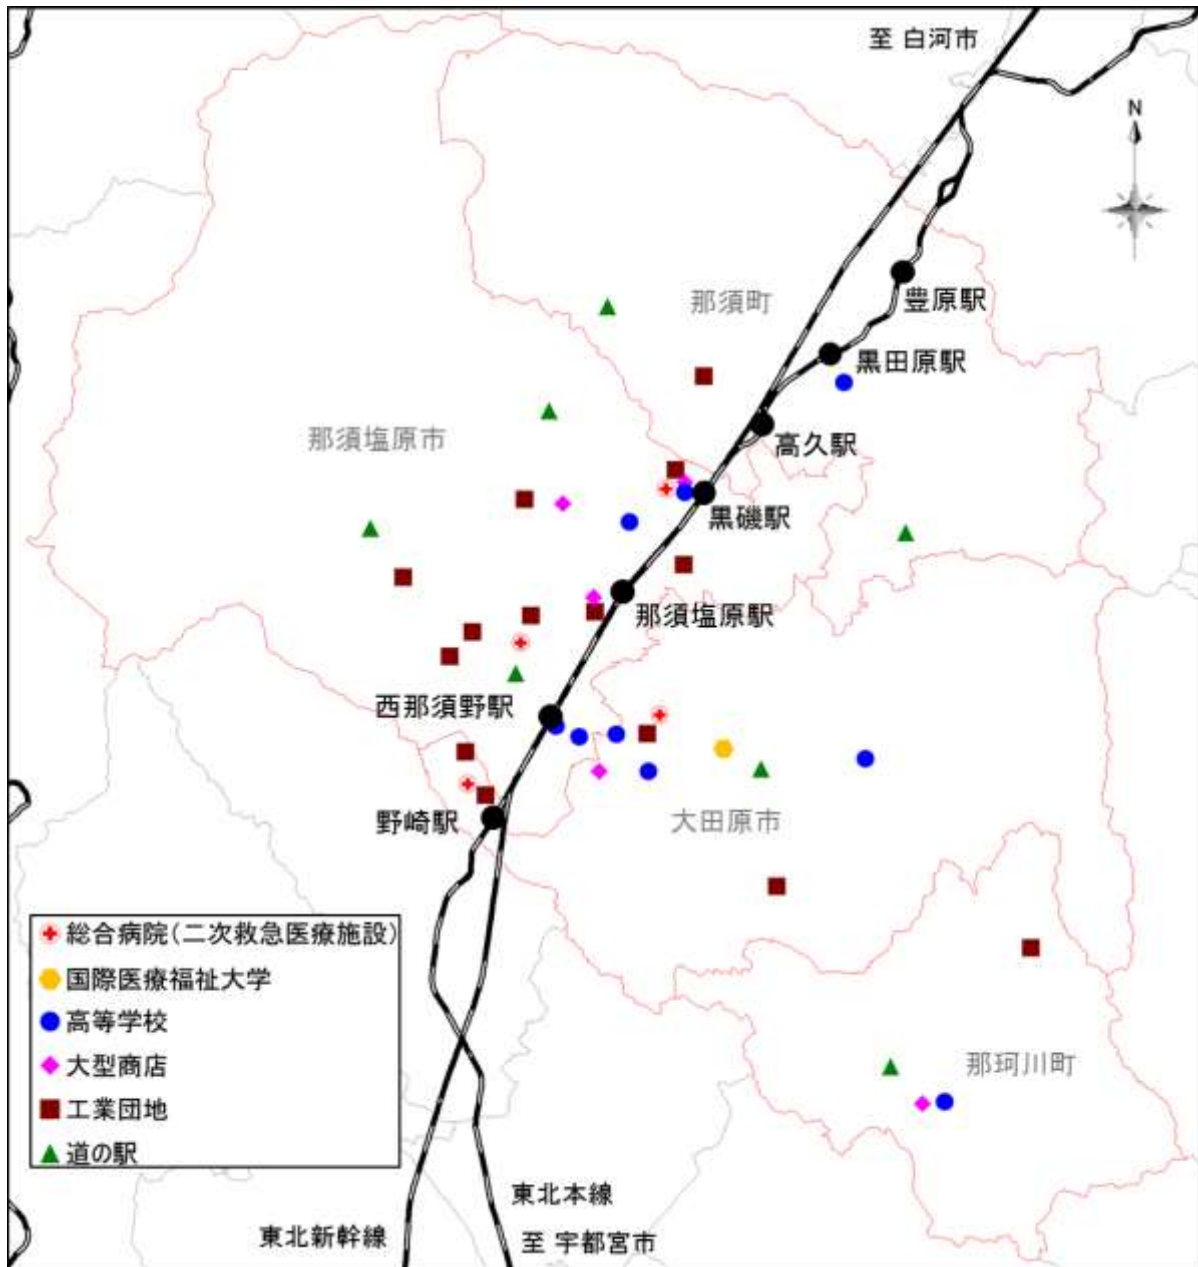 至 白河市
N
豊原駅
那須町
黒田原駅
那須塩原市
高久駅
黒磯駅
那須塩原駅
西那須野駅
野崎駅
大田原市
総合病院(二次救急医療施設)
国際医療福祉大学
高等学校
大型商店
工業団地
道の駅
那珂川町
東北本線
東北新幹線
至 宇都宮市